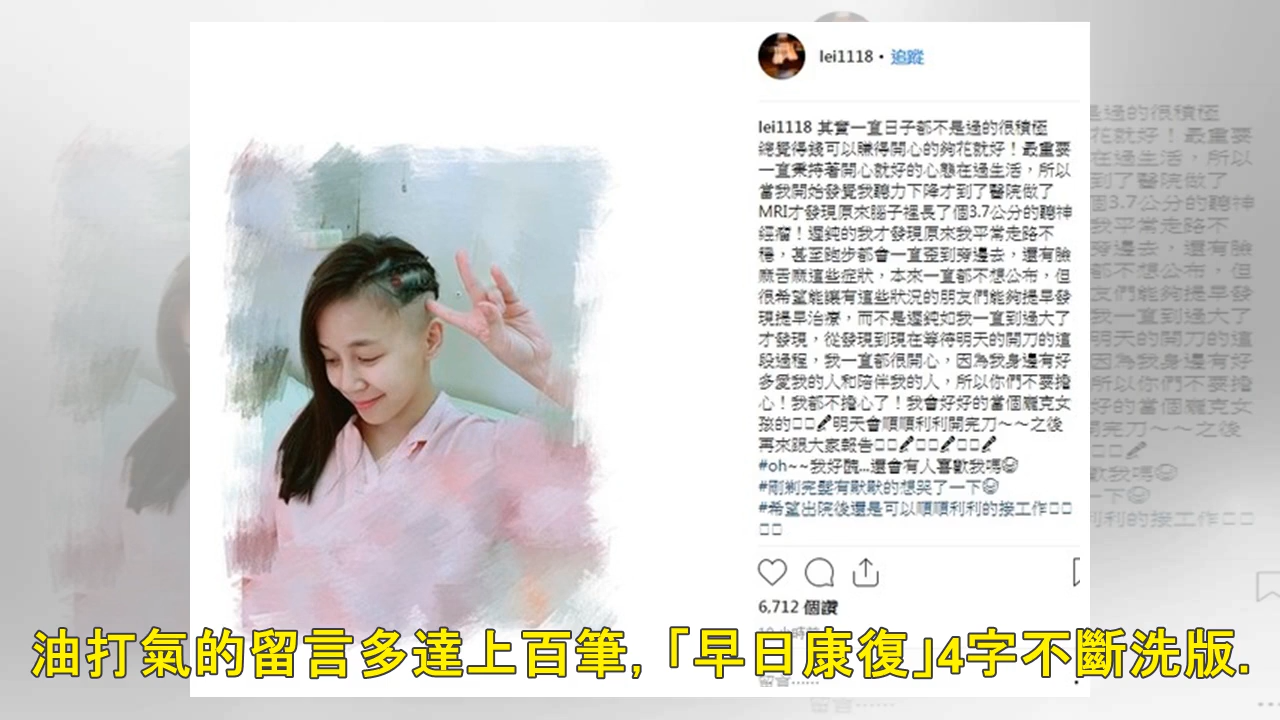 lei1118 • 追蹤
lei1118 其實一直日子都不是過的很積極
總覺得錢可以賺得開心的夠花就好！最重要
一直秉持著開心就好的心態在過生活，所以
當我開始發覺我聽力下降才到了醫院做了
MRI才發現原來腦子裡長了個3.7公分的聽神
經瘤！遲鈍的我才發現原來我平常走路不
穩，甚至跑步都會一直歪到旁邊去，還有臉
麻舌麻這些症狀，本來一直都不想公布，但
很希望能讓有這些狀況的朋友們能夠提早發
現提早治療，而不是遲鈍如我一直到過大了
才發現，從發現到現在等待明天的開刀的這
段過程，我一直都很開心，因為我身邊有好
多愛我的人和陪伴我的人，所以你們不要擔
心！我都不擔心了！我會好好的當個龐克女
孩的明天會順順利利開完刀～～之後
再來跟大家報告
#oh~~我好醜...還會有人喜歡我嗎
#剛剃完髮有默默的想哭了一下
#希望出院後還是可以順順利利的接工作
6,712 個讚
油打氣的留言多達上百筆,「早日康復」4字不斷洗版.